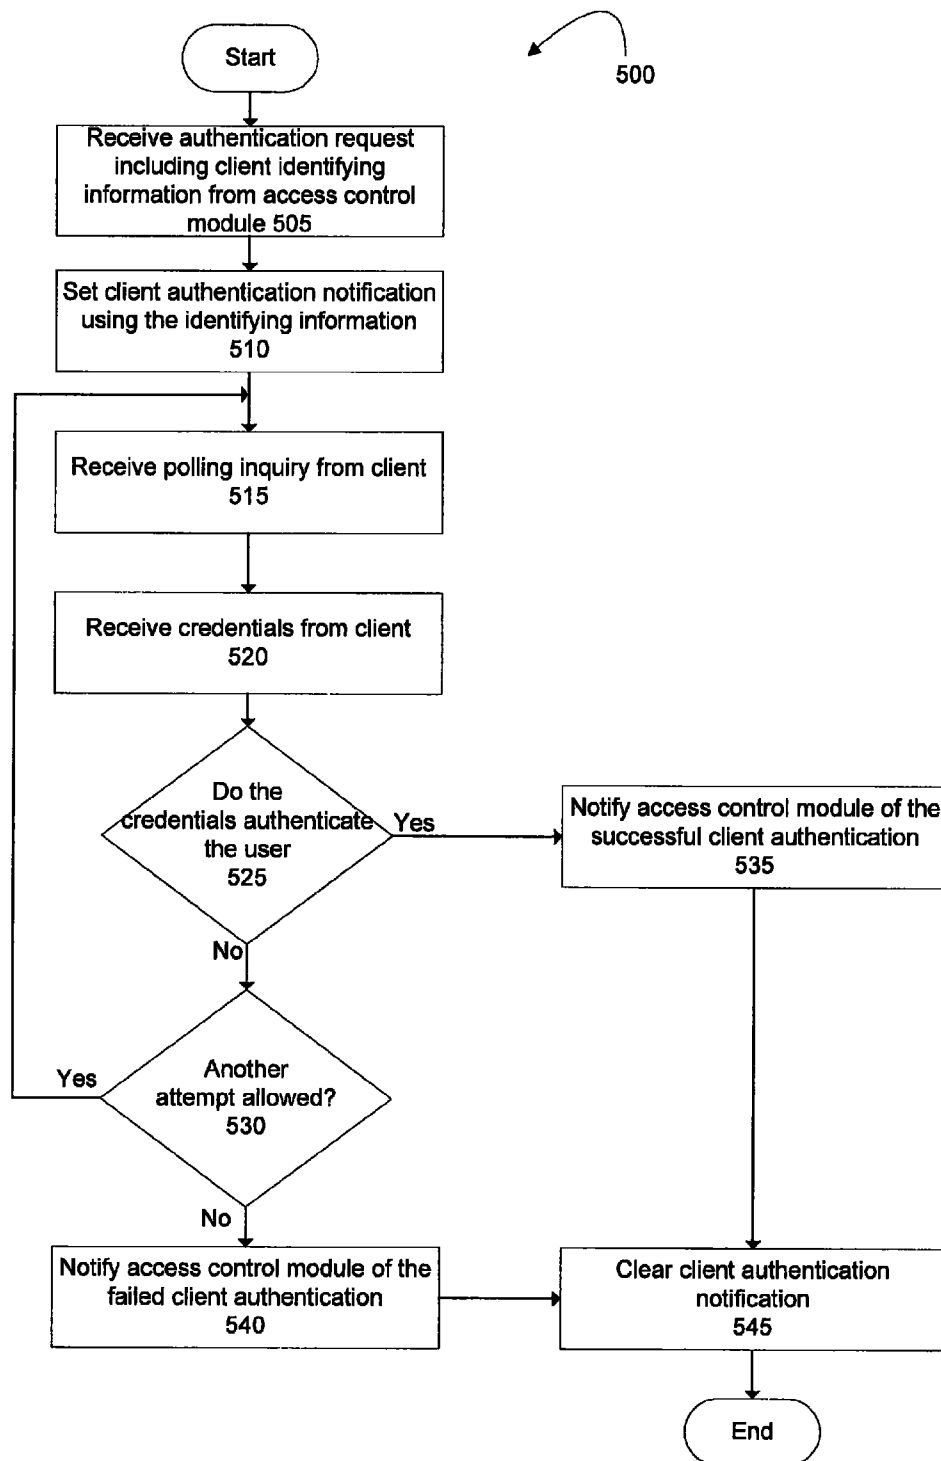 Start
500
Receive authentication request
including client identifying
information from access control
module 505
Set client authentication notification
using the identifying information
510
Receive polling inquiry from client
515
Receive credentials from client
520
Do the
credentials authenticate
the user
525
Yes
Notify access control module of the
successful client authentication
535
No
Another
attempt allowed?
530
Yes
No
Notify access control module of the
failed client authentication
540
Clear client authentication
notification
545
End